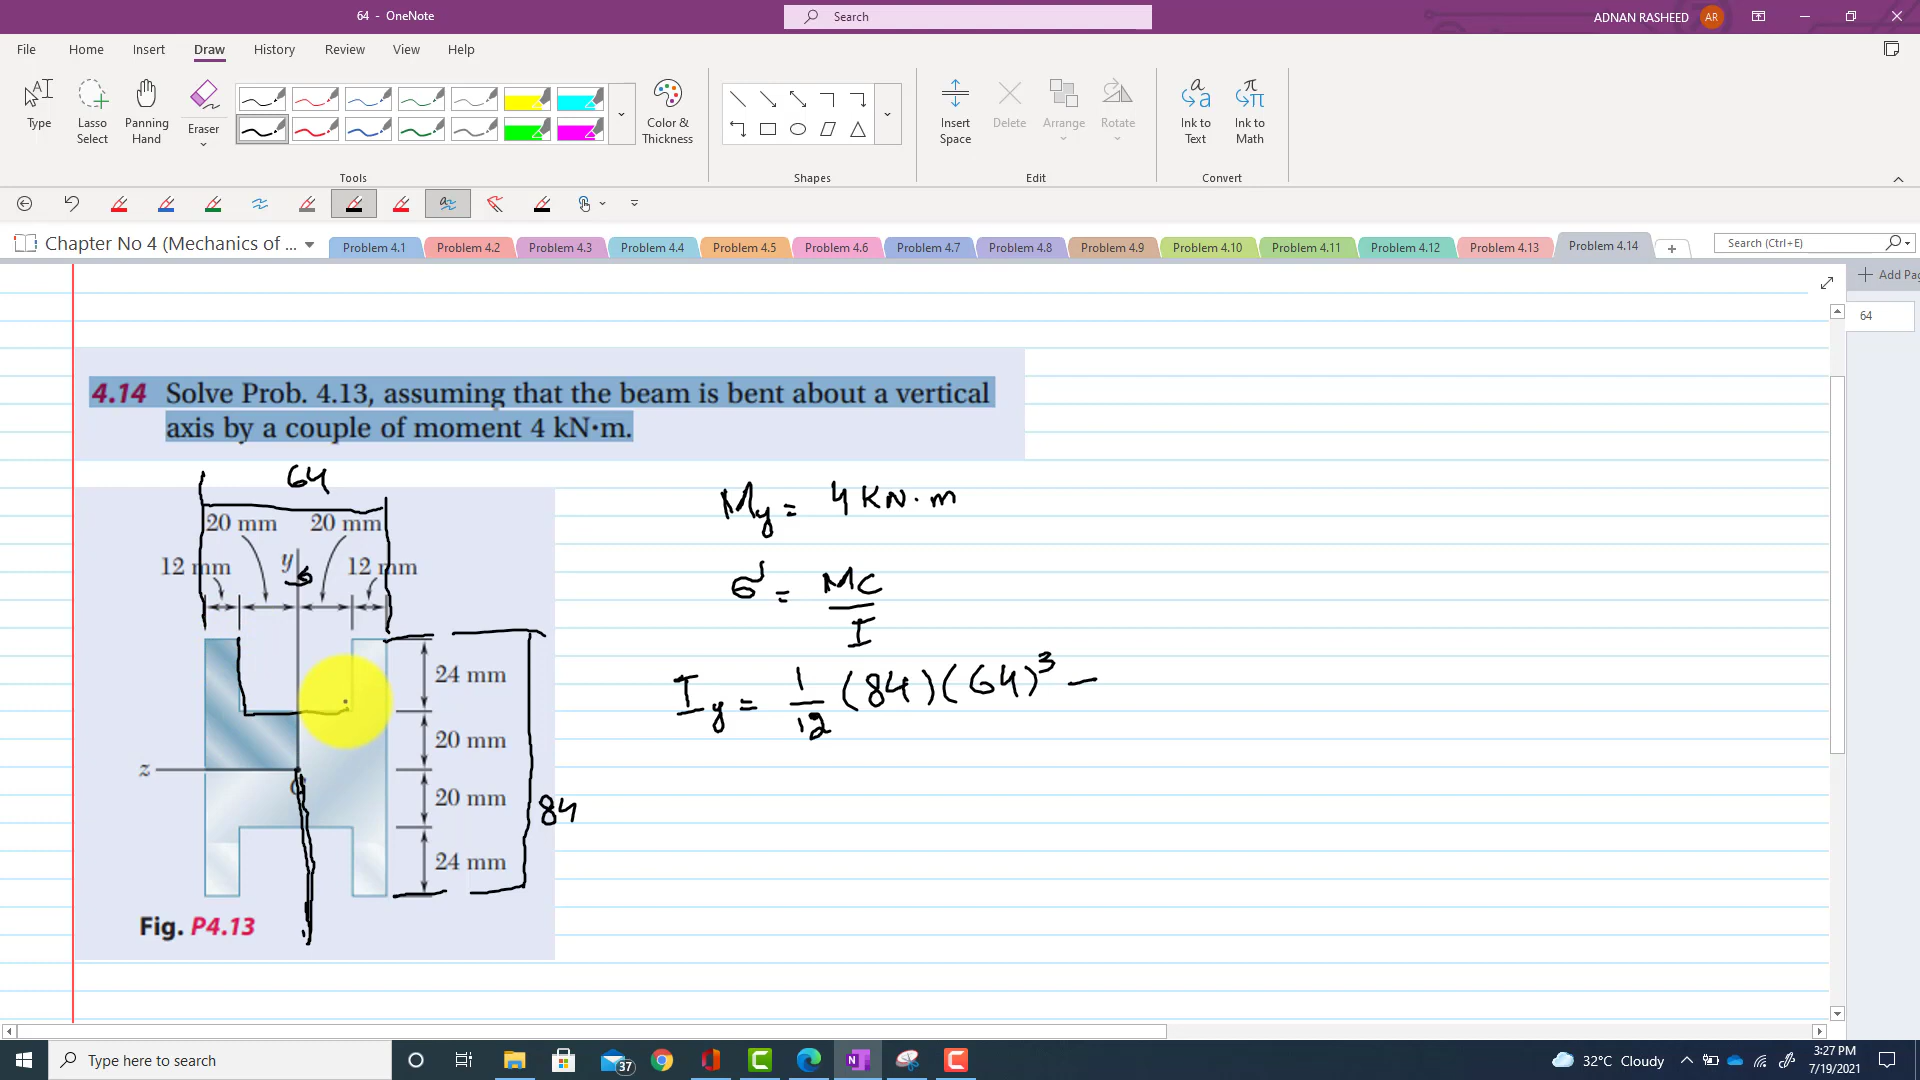 64 - OneNote
Search
ADNAN RASHEED
AR
File Home Insert Draw History Review View Help
Type
Lasso Select
Panning Hand
Eraser
Color & Thickness
Insert Space
Delete
Arrange
Rotate
Ink to Text
Ink to Math
Tools
Shapes
Edit
Convert
Chapter No 4 (Mechanics of ...
Problem 4.1 Problem 4.2 Problem 4.3 Problem 4.4 Problem 4.5 Problem 4.6 Problem 4.7 Problem 4.8 Problem 4.9 Problem 4.10 Problem 4.11 Problem 4.12 Problem 4.13 Problem 4.14
Search (Ctrl+E)
Add Pag
64
4.14 Solve Prob. 4.13, assuming that the beam is bent about a vertical
axis by a couple of moment 4 kN•m.
64
20 mm 20 mm
12 mm y 12 mm
24 mm
20 mm
z
C
20 mm
84
24 mm
Fig. P4.13
My = 4 KN.m
σ = MC/I
Iy = 1/12 (84)(64)³ –
Type here to search
37
32°C Cloudy
3:27 PM
7/19/2021